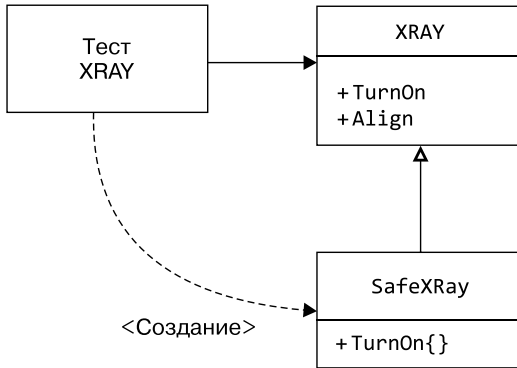 Тест
XRAY
XRAY
+TurnOn
+Align
SafeXRay
<Создание>
+TurnOn{}